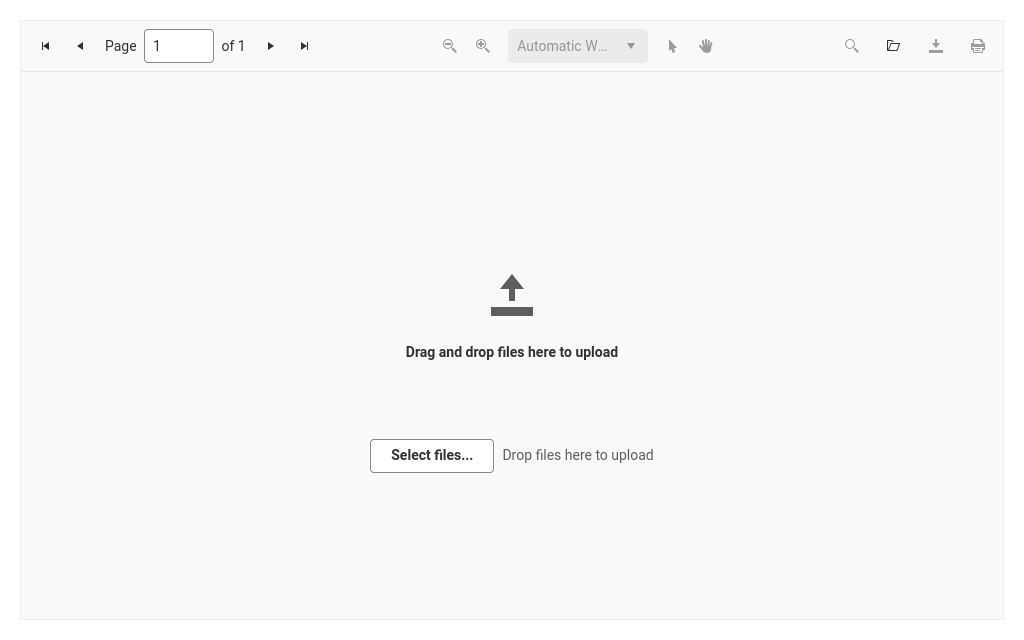 Page 1 of 1 Automatic W...
Drag and drop files here to upload
Select files... Drop files here to upload